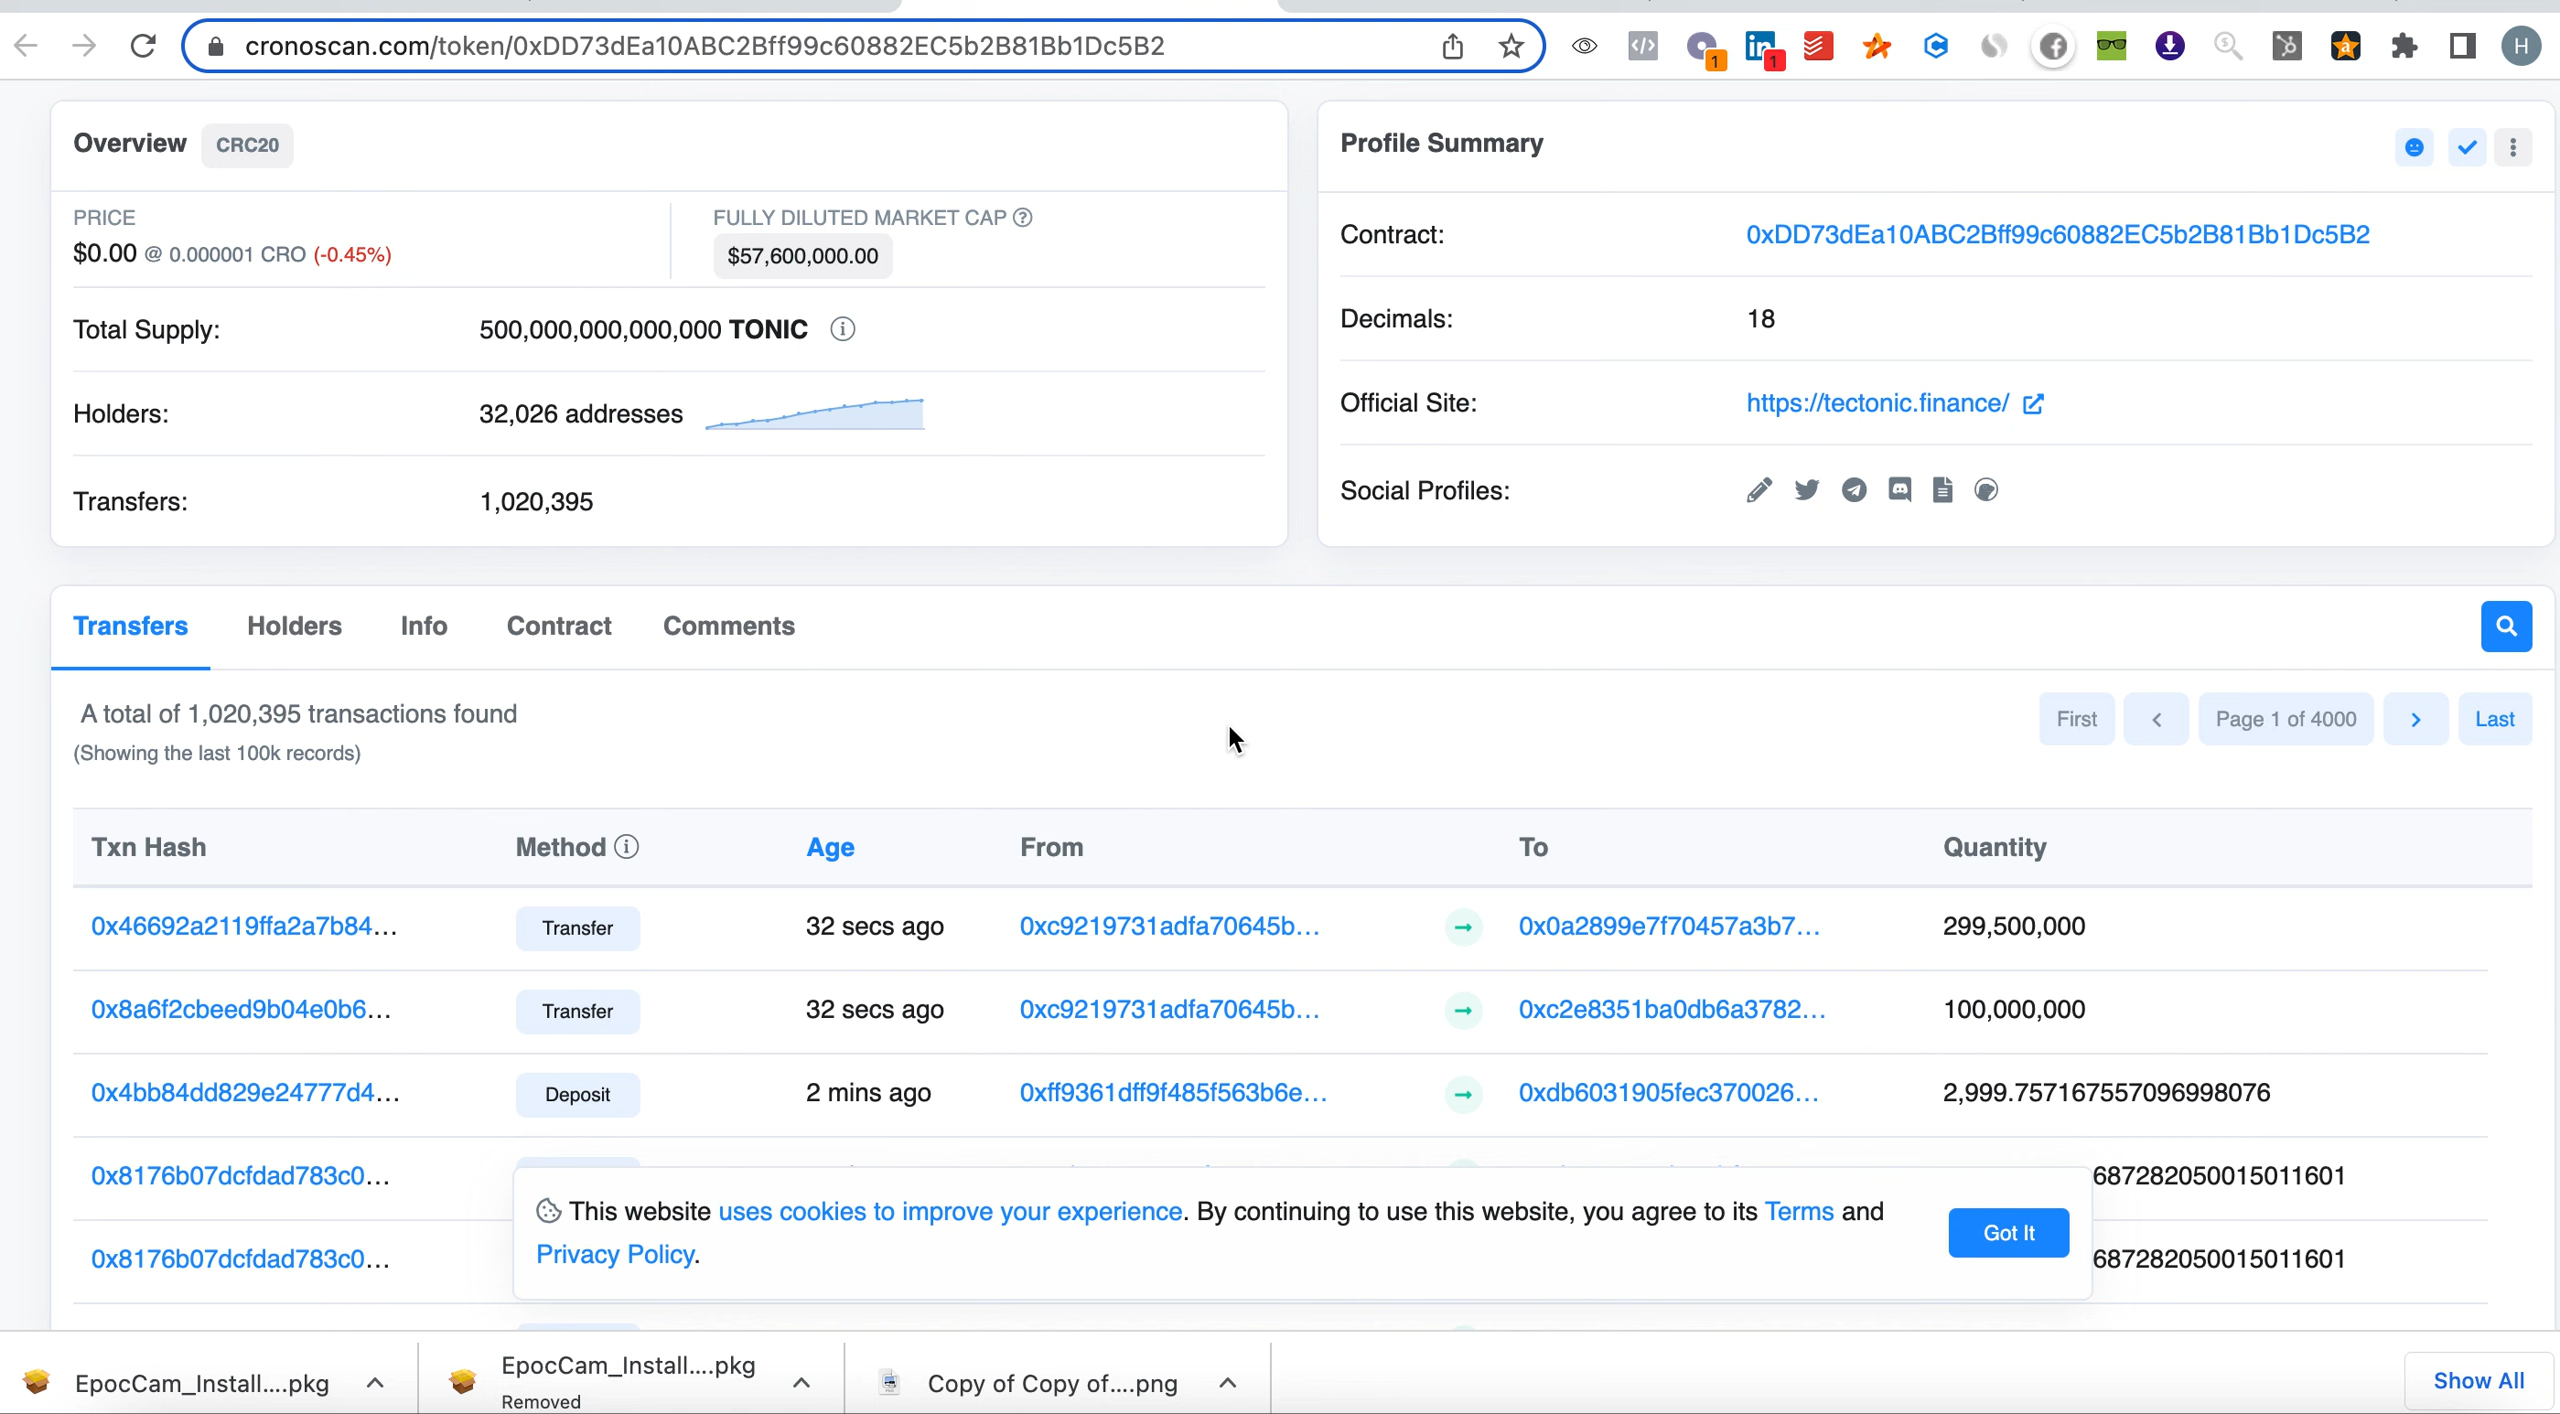 cronoscan.com/token/0xDD73dEa10ABC2Bff99c60882EC5b2B81Bb1Dc5B2
1
in 1
a
H
Overview CRC20
PRICE
$0.00 @ 0.000001 CRO (-0.45%)
FULLY DILUTED MARKET CAP
$57,600,000.00
Total Supply: 500,000,000,000,000 TONIC
Holders: 32,026 addresses
Transfers: 1,020,395
Profile Summary
Contract: 0xDD73dEa10ABC2Bff99c60882EC5b2B81Bb1Dc5B2
Decimals: 18
Official Site: https://tectonic.finance/
Social Profiles:
Transfers Holders Info Contract Comments
A total of 1,020,395 transactions found
(Showing the last 100k records)
First < Page 1 of 4000 > Last
Txn Hash Method Age From To Quantity
0x46692a2119ffa2a7b84... Transfer 32 secs ago 0xc9219731adfa70645b... 0x0a2899e7f70457a3b7... 299,500,000
0x8a6f2cbeed9b04e0b6... Transfer 32 secs ago 0xc9219731adfa70645b... 0xc2e8351ba0db6a3782... 100,000,000
0x4bb84dd829e24777d4... Deposit 2 mins ago 0xff9361dff9f485f563b6e... 0xdb6031905fec370026... 2,999.757167557096998076
0x8176b07dcfdad783c0... 687282050015011601
0x8176b07dcfdad783c0... 687282050015011601
This website uses cookies to improve your experience. By continuing to use this website, you agree to its Terms and
Privacy Policy.
Got It
EpocCam_Install....pkg
EpocCam_Install....pkg
Removed
Copy of Copy of....png
Show All